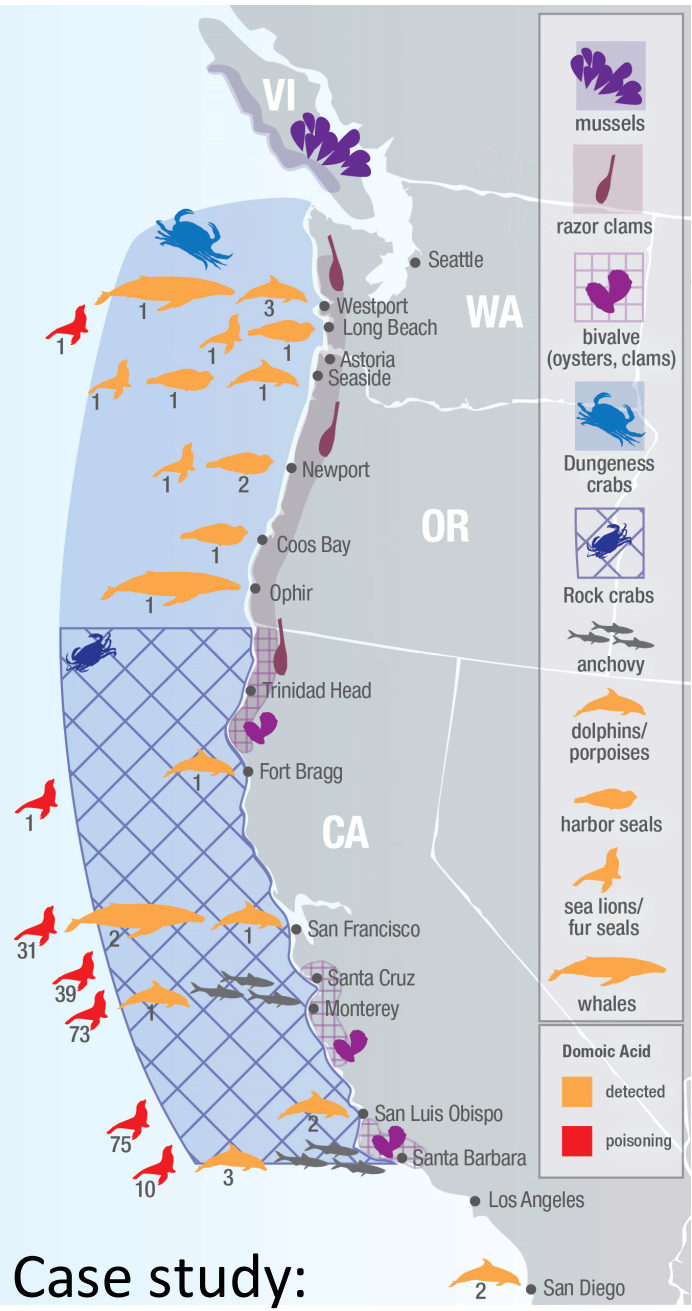 VI
mussels
razor clams
Seattle
WA
Westport
1
3
Long Beach
1
1
1
bivalve
(oysters, clams)
Astoria
Seaside
1
1
1
Dungeness
crabs
Newport
1
2
OR
Coos Bay
1
Ophir
1
Rock crabs
anchovy
Trinidad Head
dolphins/
porpoises
Fort Bragg
1
1
harbor seals
CA
sea lions/
fur seals
San Francisco
31
2
1
Santa Cruz
39
whales
Monterey
1
73
Domoic Acid
detected
poisoning
San Luis Obispo
2
75
Santa Barbara
10
3
Los Angeles
San Diego
2
Case study: